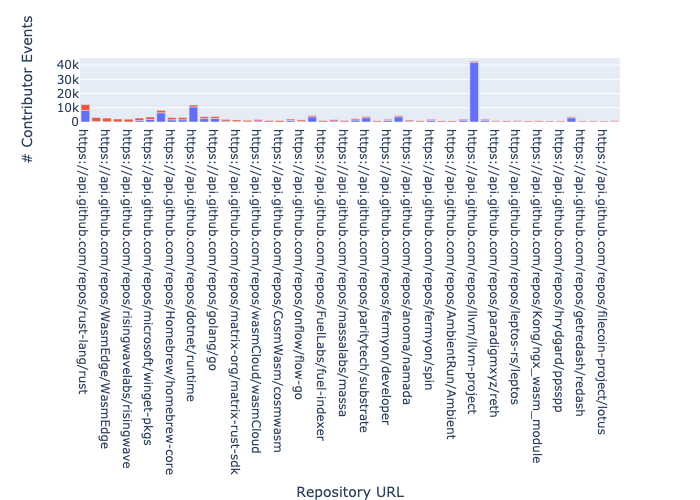 # Contributor Events
40k
30k
20k
10k
0
https://api.github.com/repos/rust-lang/rust
https://api.github.com/repos/WasmEdge/WasmEdge
https://api.github.com/repos/risingwavelabs/risingwave
https://api.github.com/repos/microsoft/winget-pkgs
https://api.github.com/repos/Homebrew/homebrew-core
https://api.github.com/repos/dotnet/runtime
https://api.github.com/repos/golang/go
https://api.github.com/repos/matrix-org/matrix-rust-sdk
https://api.github.com/repos/wasmCloud/wasmCloud
https://api.github.com/repos/CosmWasm/cosmwasm
https://api.github.com/repos/onflow/flow-go
https://api.github.com/repos/FuelLabs/fuel-indexer
https://api.github.com/repos/massalabs/massa
https://api.github.com/repos/paritytech/substrate
https://api.github.com/repos/fermyon/developer
https://api.github.com/repos/anoma/namada
https://api.github.com/repos/fermyon/spin
https://api.github.com/repos/AmbientRun/Ambient
https://api.github.com/repos/llvm/llvm-project
https://api.github.com/repos/paradigmxyz/reth
https://api.github.com/repos/leptos-rs/leptos
https://api.github.com/repos/Kong/ngx_wasm_module
https://api.github.com/repos/hrydgard/ppsspp
https://api.github.com/repos/getredash/redash
https://api.github.com/repos/filecoin-project/lotus
Repository URL